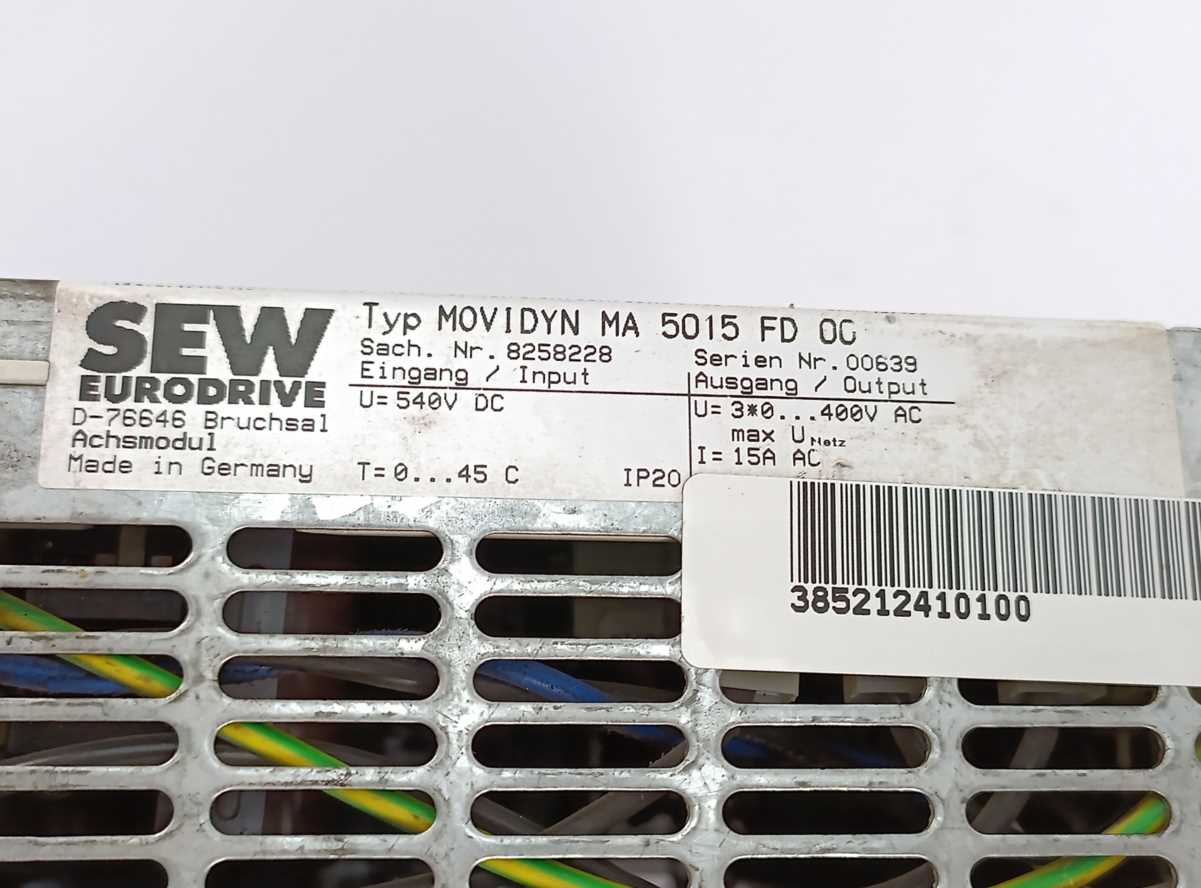 SEW
EURODRIVE
D-76646 Bruchsal
Achsmodul
Made in Germany
Typ MOVIDYN MA 5015 FD 00
Sach. Nr. 8258228
Serien Nr. 00639
Eingang / Input
Ausgang / Output
U= 540V DC
U= 3*0...400V AC
max U Netz
I= 15A AC
T= 0...45 C
IP20
385212410100